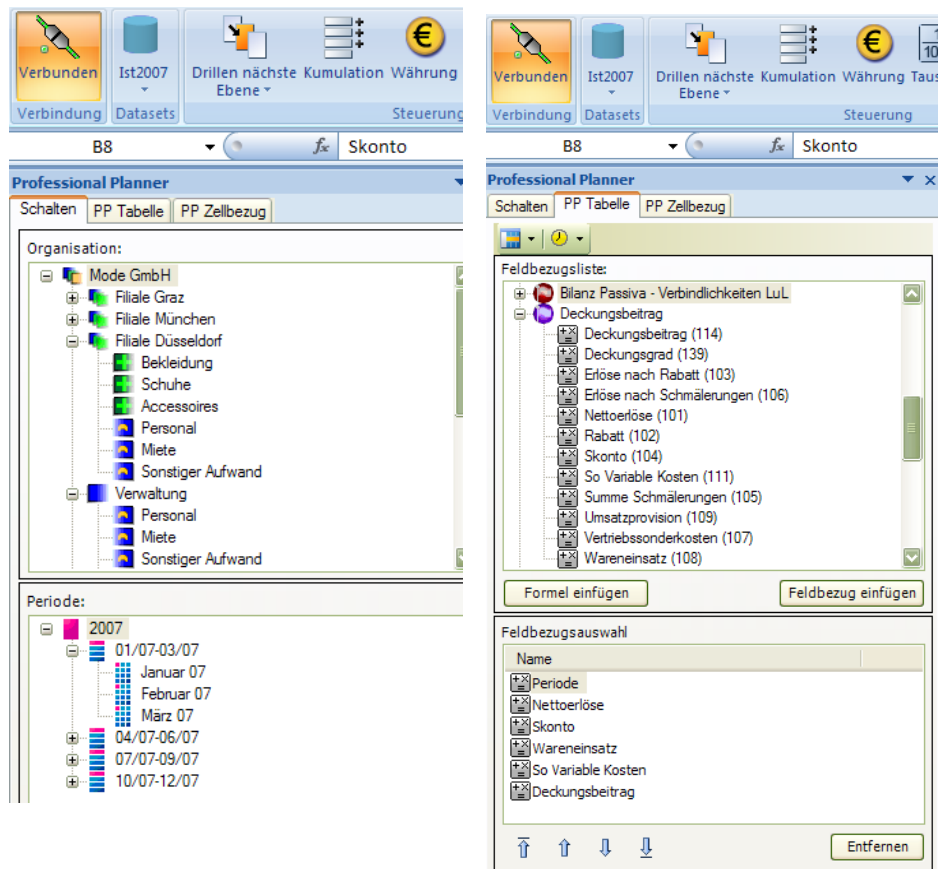 Verbunden
Ist2007
Drillen nächste
Ebene
Kumulation
Währung
Verbindung
Datasets
Steuerung
B8
fx
Skonto
Professional Planner
Schalten
PP Tabelle
PP Zellbezug
Organisation:
Mode GmbH
Filiale Graz
Filiale München
Filiale Düsseldorf
Bekleidung
Schuhe
Accessoires
Personal
Miete
Sonstiger Aufwand
Verwaltung
Personal
Miete
Sonstiger Aufwand
Periode:
2007
01/07-03/07
Januar 07
Februar 07
März 07
04/07-06/07
07/07-09/07
10/07-12/07
Verbunden
Ist2007
Drillen nächste
Ebene
Kumulation
Währung
Taus
1
10
Verbindung
Datasets
Steuerung
B8
fx
Skonto
Professional Planner
Schalten
PP Tabelle
PP Zellbezug
Feldbezugsliste:
Bilanz Passiva - Verbindlichkeiten LuL
Deckungsbeitrag
Deckungsbeitrag (114)
Deckungsgrad (139)
Erlöse nach Rabatt (103)
Erlöse nach Schmälerungen (106)
Nettoerlöse (101)
Rabatt (102)
Skonto (104)
So Variable Kosten (111)
Summe Schmälerungen (105)
Umsatzprovision (109)
Vertriebssonderkosten (107)
Wareneinsatz (108)
Formel einfügen
Feldbezug einfügen
Feldbezugsauswahl
Name
Periode
Nettoerlöse
Skonto
Wareneinsatz
So Variable Kosten
Deckungsbeitrag
Entfernen